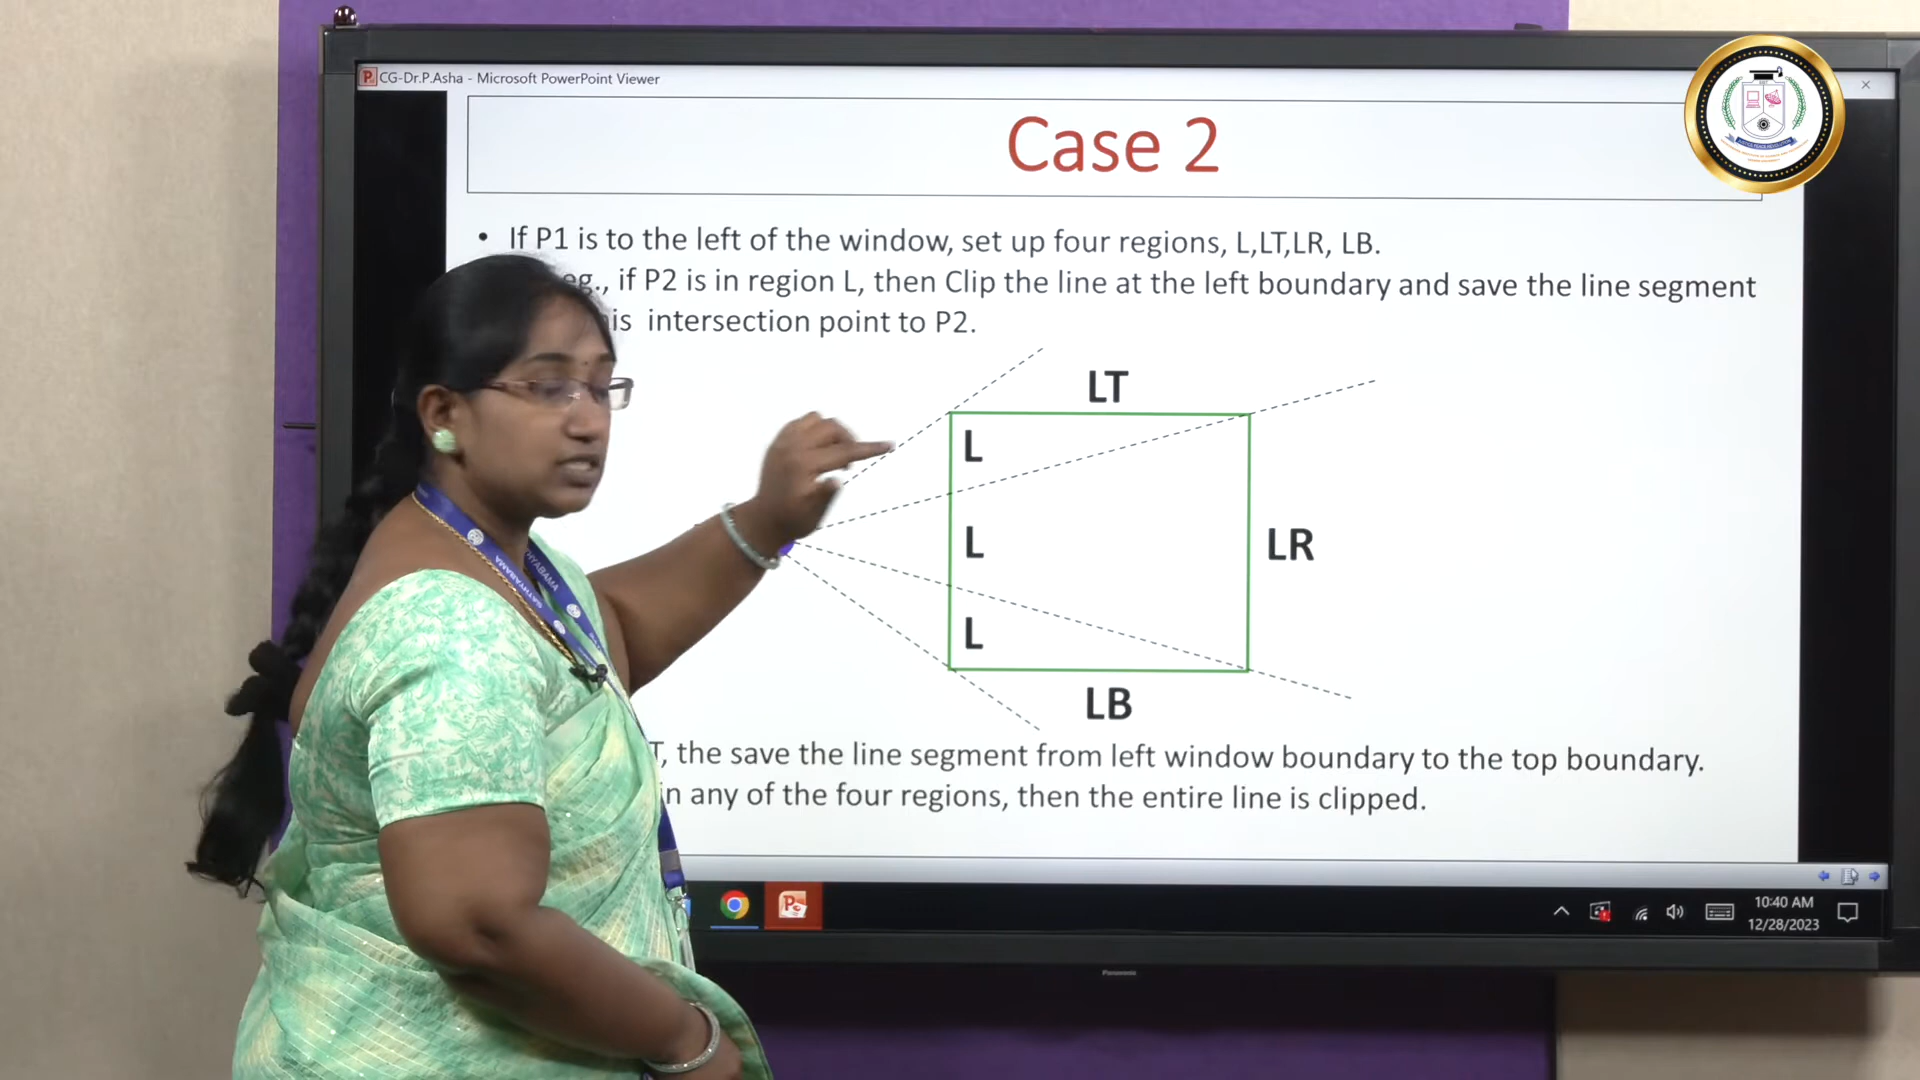 CG-Dr.P.Asha - Microsoft PowerPoint Viewer
Case 2
• If P1 is to the left of the window, set up four regions, L,LT,LR, LB.
eg., if P2 is in region L, then Clip the line at the left boundary and save the line segment
is intersection point to P2.
LT
L
L
LR
L
LB
T, the save the line segment from left window boundary to the top boundary.
in any of the four regions, then the entire line is clipped.
10:40 AM
12/28/2023
Panasonic
SATHYABAMA